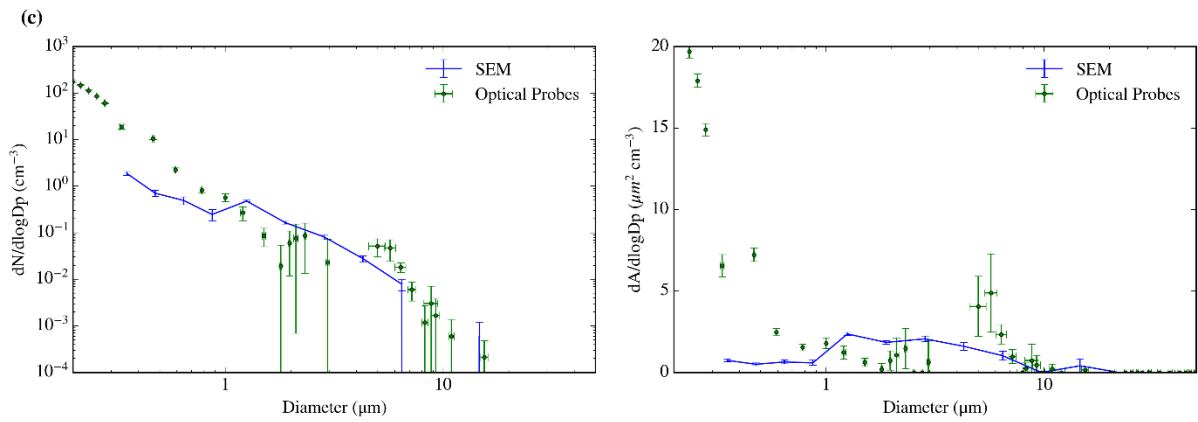 (c)
dN/dlogDp (cm⁻³)
10³
10²
10¹
10⁰
10⁻¹
10⁻²
10⁻³
10⁻⁴
1
10
Diameter (µm)
SEM
Optical Probes
dA/dlogDp (µm² cm⁻³)
20
15
10
5
0
1
10
Diameter (µm)
SEM
Optical Probes